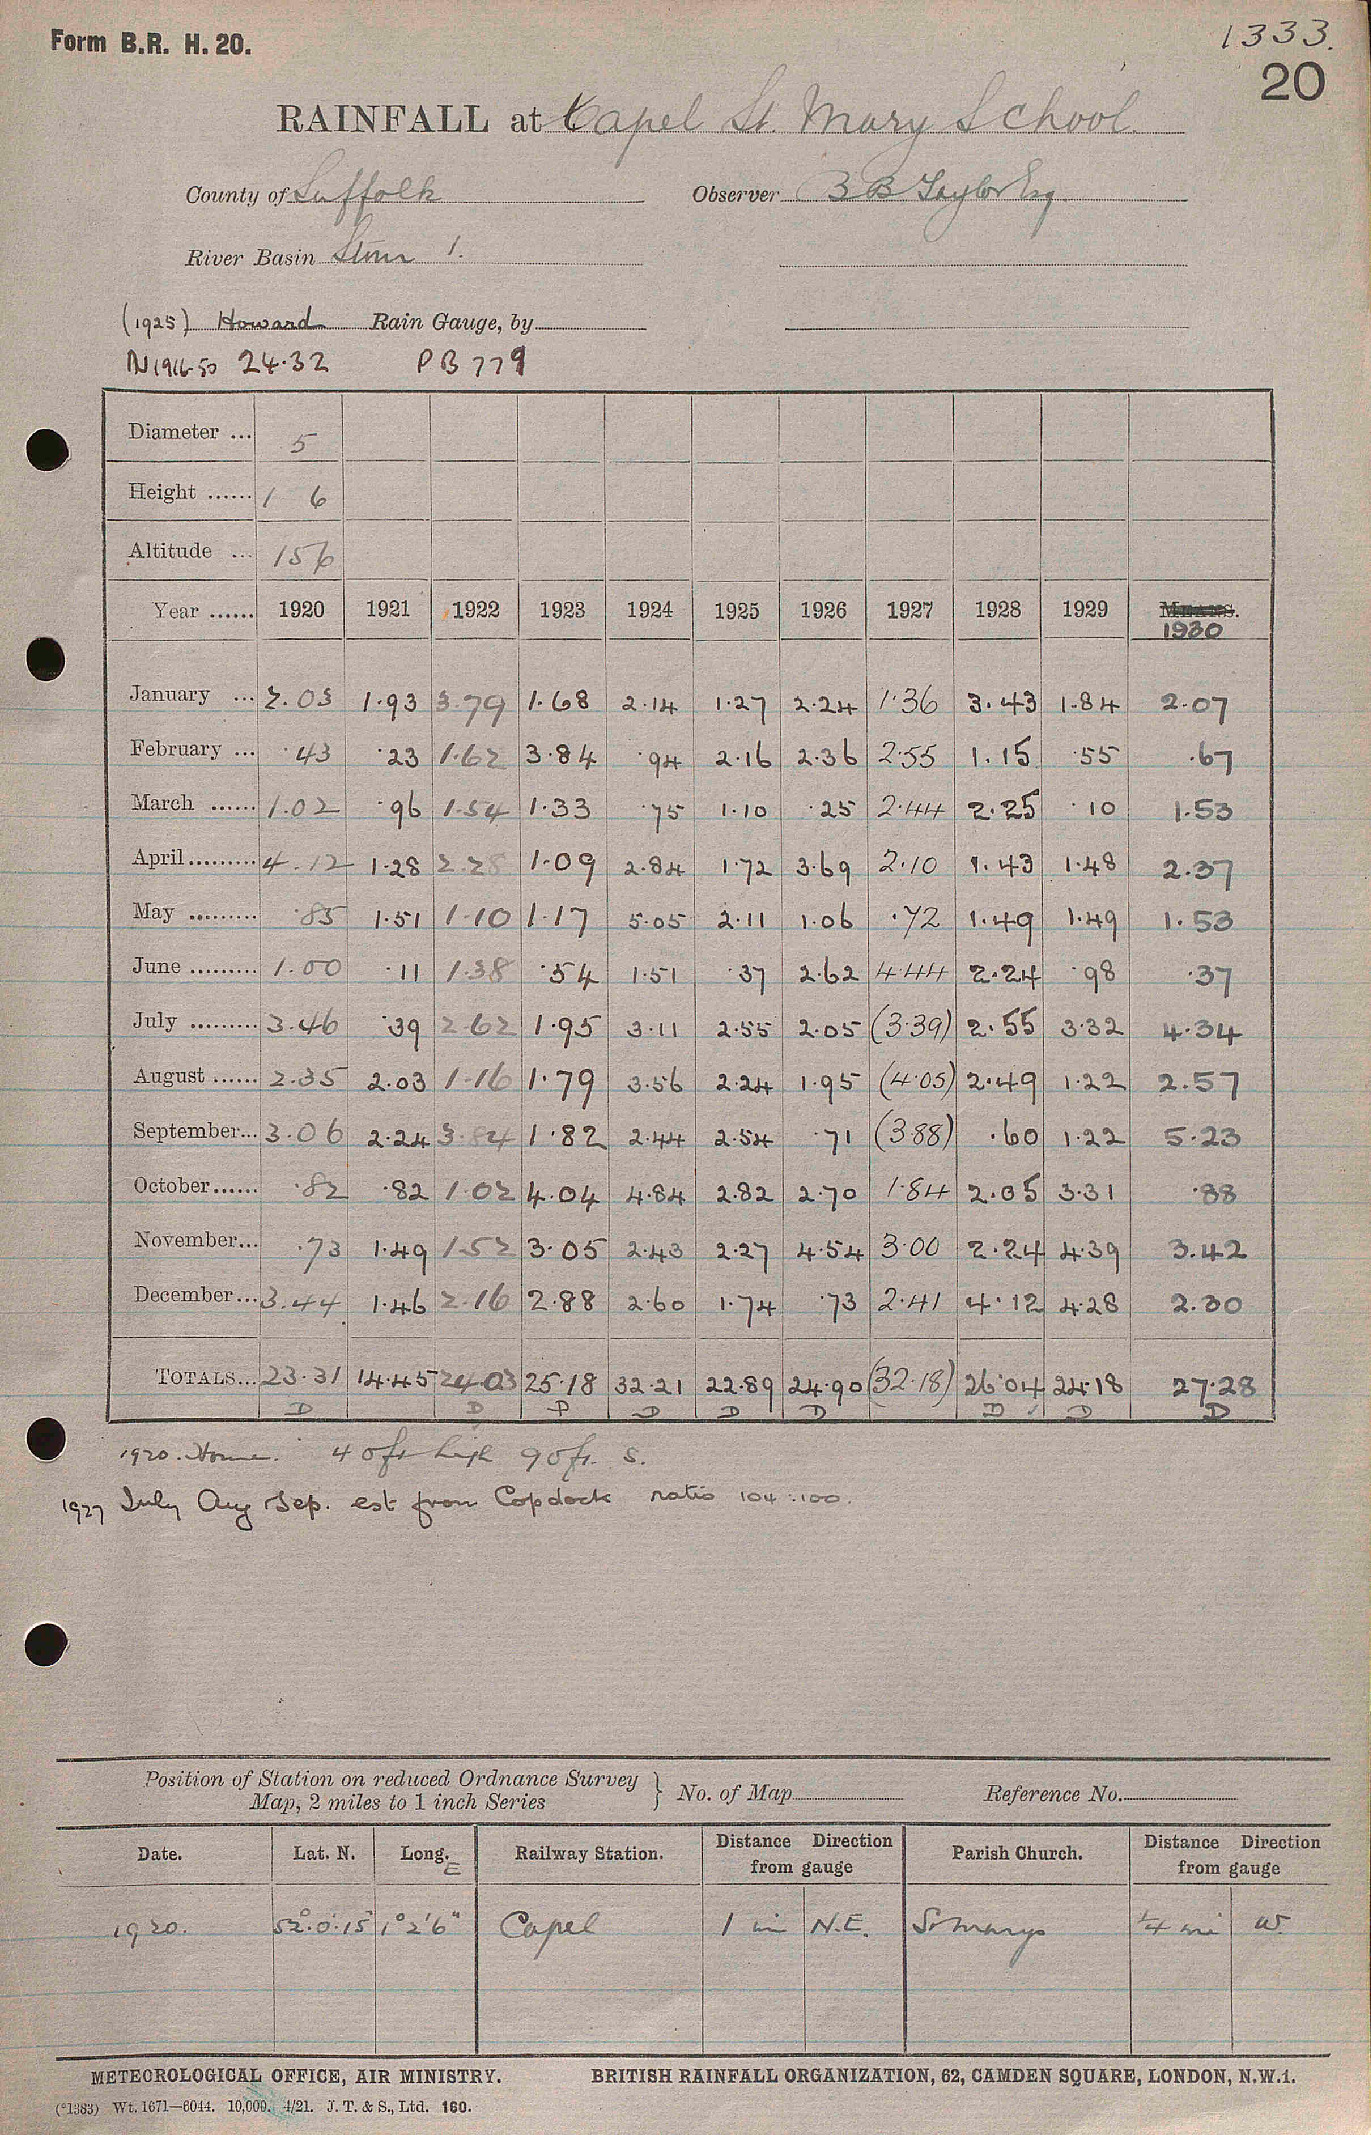 Form B.R. H. 20.
1333.
20
RAINFALL at Capel St. Mary School.
County of Suffolk Observer B B Taylor Esq
River Basin Stour 1.
(1925) Howard Rain Gauge, by
N1916-50 24.32 PB 779
Diameter ... 5
Height ...... 1 6
Altitude ... 156
Year ...... 1920 1921 1922 1923 1924 1925 1926 1927 1928 1929 1930
January ... 2.03 1.93 3.79 1.68 2.14 1.27 2.24 1.36 3.43 1.84 2.07
February ... .43 .23 1.62 3.84 .94 2.16 2.36 2.55 1.15 .55 .67
March ...... 1.02 .96 1.54 1.33 .75 1.10 .25 2.44 2.25 .10 1.53
April ......... 4.12 1.28 2.28 1.09 2.84 1.72 3.69 2.10 1.43 1.48 2.37
May ......... .85 1.51 1.10 1.17 5.05 2.11 1.06 .72 1.49 1.49 1.53
June ......... 1.00 .11 1.38 .54 1.51 .37 2.62 4.44 2.24 .98 .37
July ......... 3.46 .39 2.62 1.95 3.11 2.55 2.05 (3.39) 2.55 3.32 4.34
August ...... 2.35 2.03 1.16 1.79 3.56 2.24 1.95 (4.05) 2.49 1.22 2.57
September... 3.06 2.24 3.84 1.82 2.44 2.54 .71 (3.88) .60 1.22 5.23
October...... .82 .82 1.02 4.04 4.84 2.82 2.70 1.84 2.05 3.31 .88
November... .73 1.49 1.52 3.05 2.43 2.27 4.54 3.00 2.24 4.39 3.42
December... 3.44 1.46 2.16 2.88 2.60 1.74 .73 2.41 4.12 4.28 2.30
TOTALS... 23.31 14.45 24.03 25.18 32.21 22.89 24.90 (32.18) 26.04 24.18 27.28
D D P D D D D D D
1920. House. 40ft high 90ft. S.
1927 July Aug Sep. est from Copdock ratio 104:100.
Position of Station on reduced Ordnance Survey
Map, 2 miles to 1 inch Series } No. of Map Reference No.
Date. Lat. N. Long. E Railway Station. Distance Direction from gauge Parish Church. Distance Direction from gauge
1920. 52°.0'.15" 1°2'6" Capel 1 mi N.E. St Marys ¼ mi W.
METEOROLOGICAL OFFICE, AIR MINISTRY. BRITISH RAINFALL ORGANIZATION, 62, CAMDEN SQUARE, LONDON, N.W.1.
(*1383) Wt. 1671—6044. 10,000. 4/21. J. T. & S., Ltd. 160.